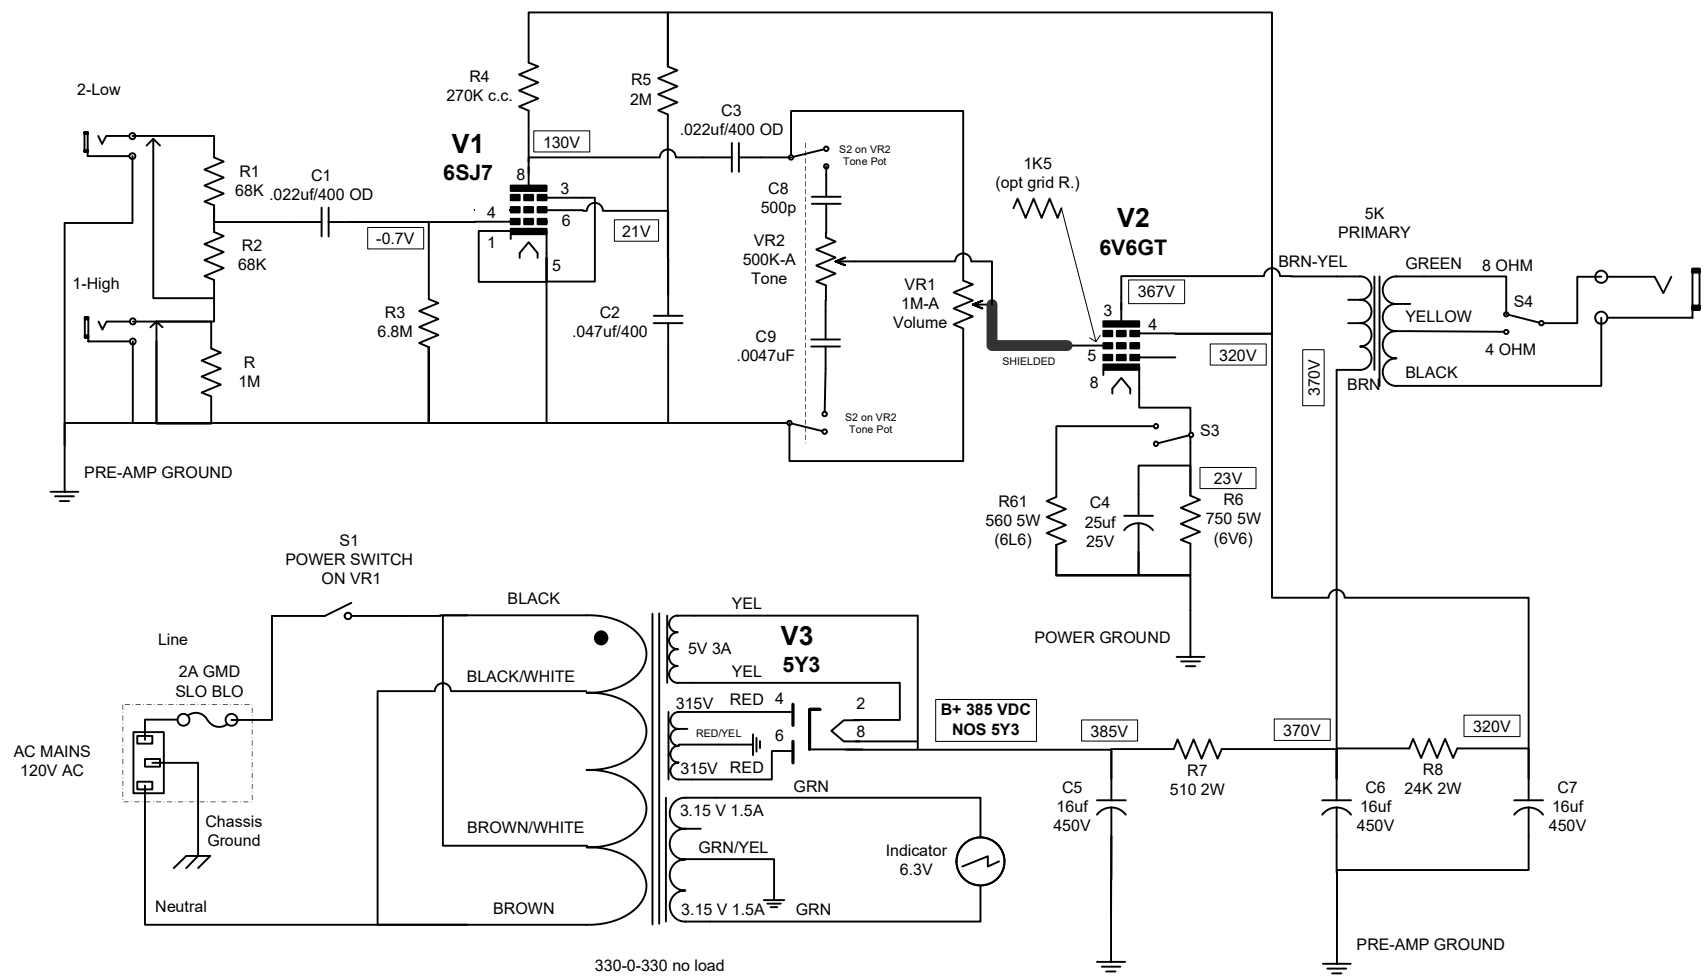 2-Low
R1
68K
C1
.022uf/400 OD
R2
68K
1-High
R
1M
R3
6.8M
-0.7V
PRE-AMP GROUND
R4
270K c.c.
R5
2M
V1
6SJ7
130V
8
3
4
6
1
5
21V
C2
.047uf/400
C3
.022uf/400 OD
S2 on VR2
Tone Pot
C8
500p
VR2
500K-A
Tone
C9
.0047uF
S2 on VR2
Tone Pot
VR1
1M-A
Volume
SHIELDED
1K5
(opt grid R.)
V2
6V6GT
367V
3
4
5
8
320V
S3
23V
R61
560 5W
(6L6)
C4
25uf
25V
R6
750 5W
(6V6)
POWER GROUND
5K
PRIMARY
BRN-YEL
GREEN
8 OHM
S4
YELLOW
4 OHM
BRN
BLACK
370V
S1
POWER SWITCH
ON VR1
Line
2A GMD
SLO BLO
AC MAINS
120V AC
Chassis
Ground
Neutral
BLACK
BLACK/WHITE
BROWN/WHITE
BROWN
YEL
5V 3A
YEL
V3
5Y3
315V
RED
4
2
RED/YEL
6
8
315V
RED
GRN
3.15 V 1.5A
GRN/YEL
3.15 V 1.5A
GRN
Indicator
6.3V
330-0-330 no load
B+ 385 VDC
NOS 5Y3
385V
R7
510 2W
370V
R8
24K 2W
320V
C5
16uf
450V
C6
16uf
450V
C7
16uf
450V
PRE-AMP GROUND